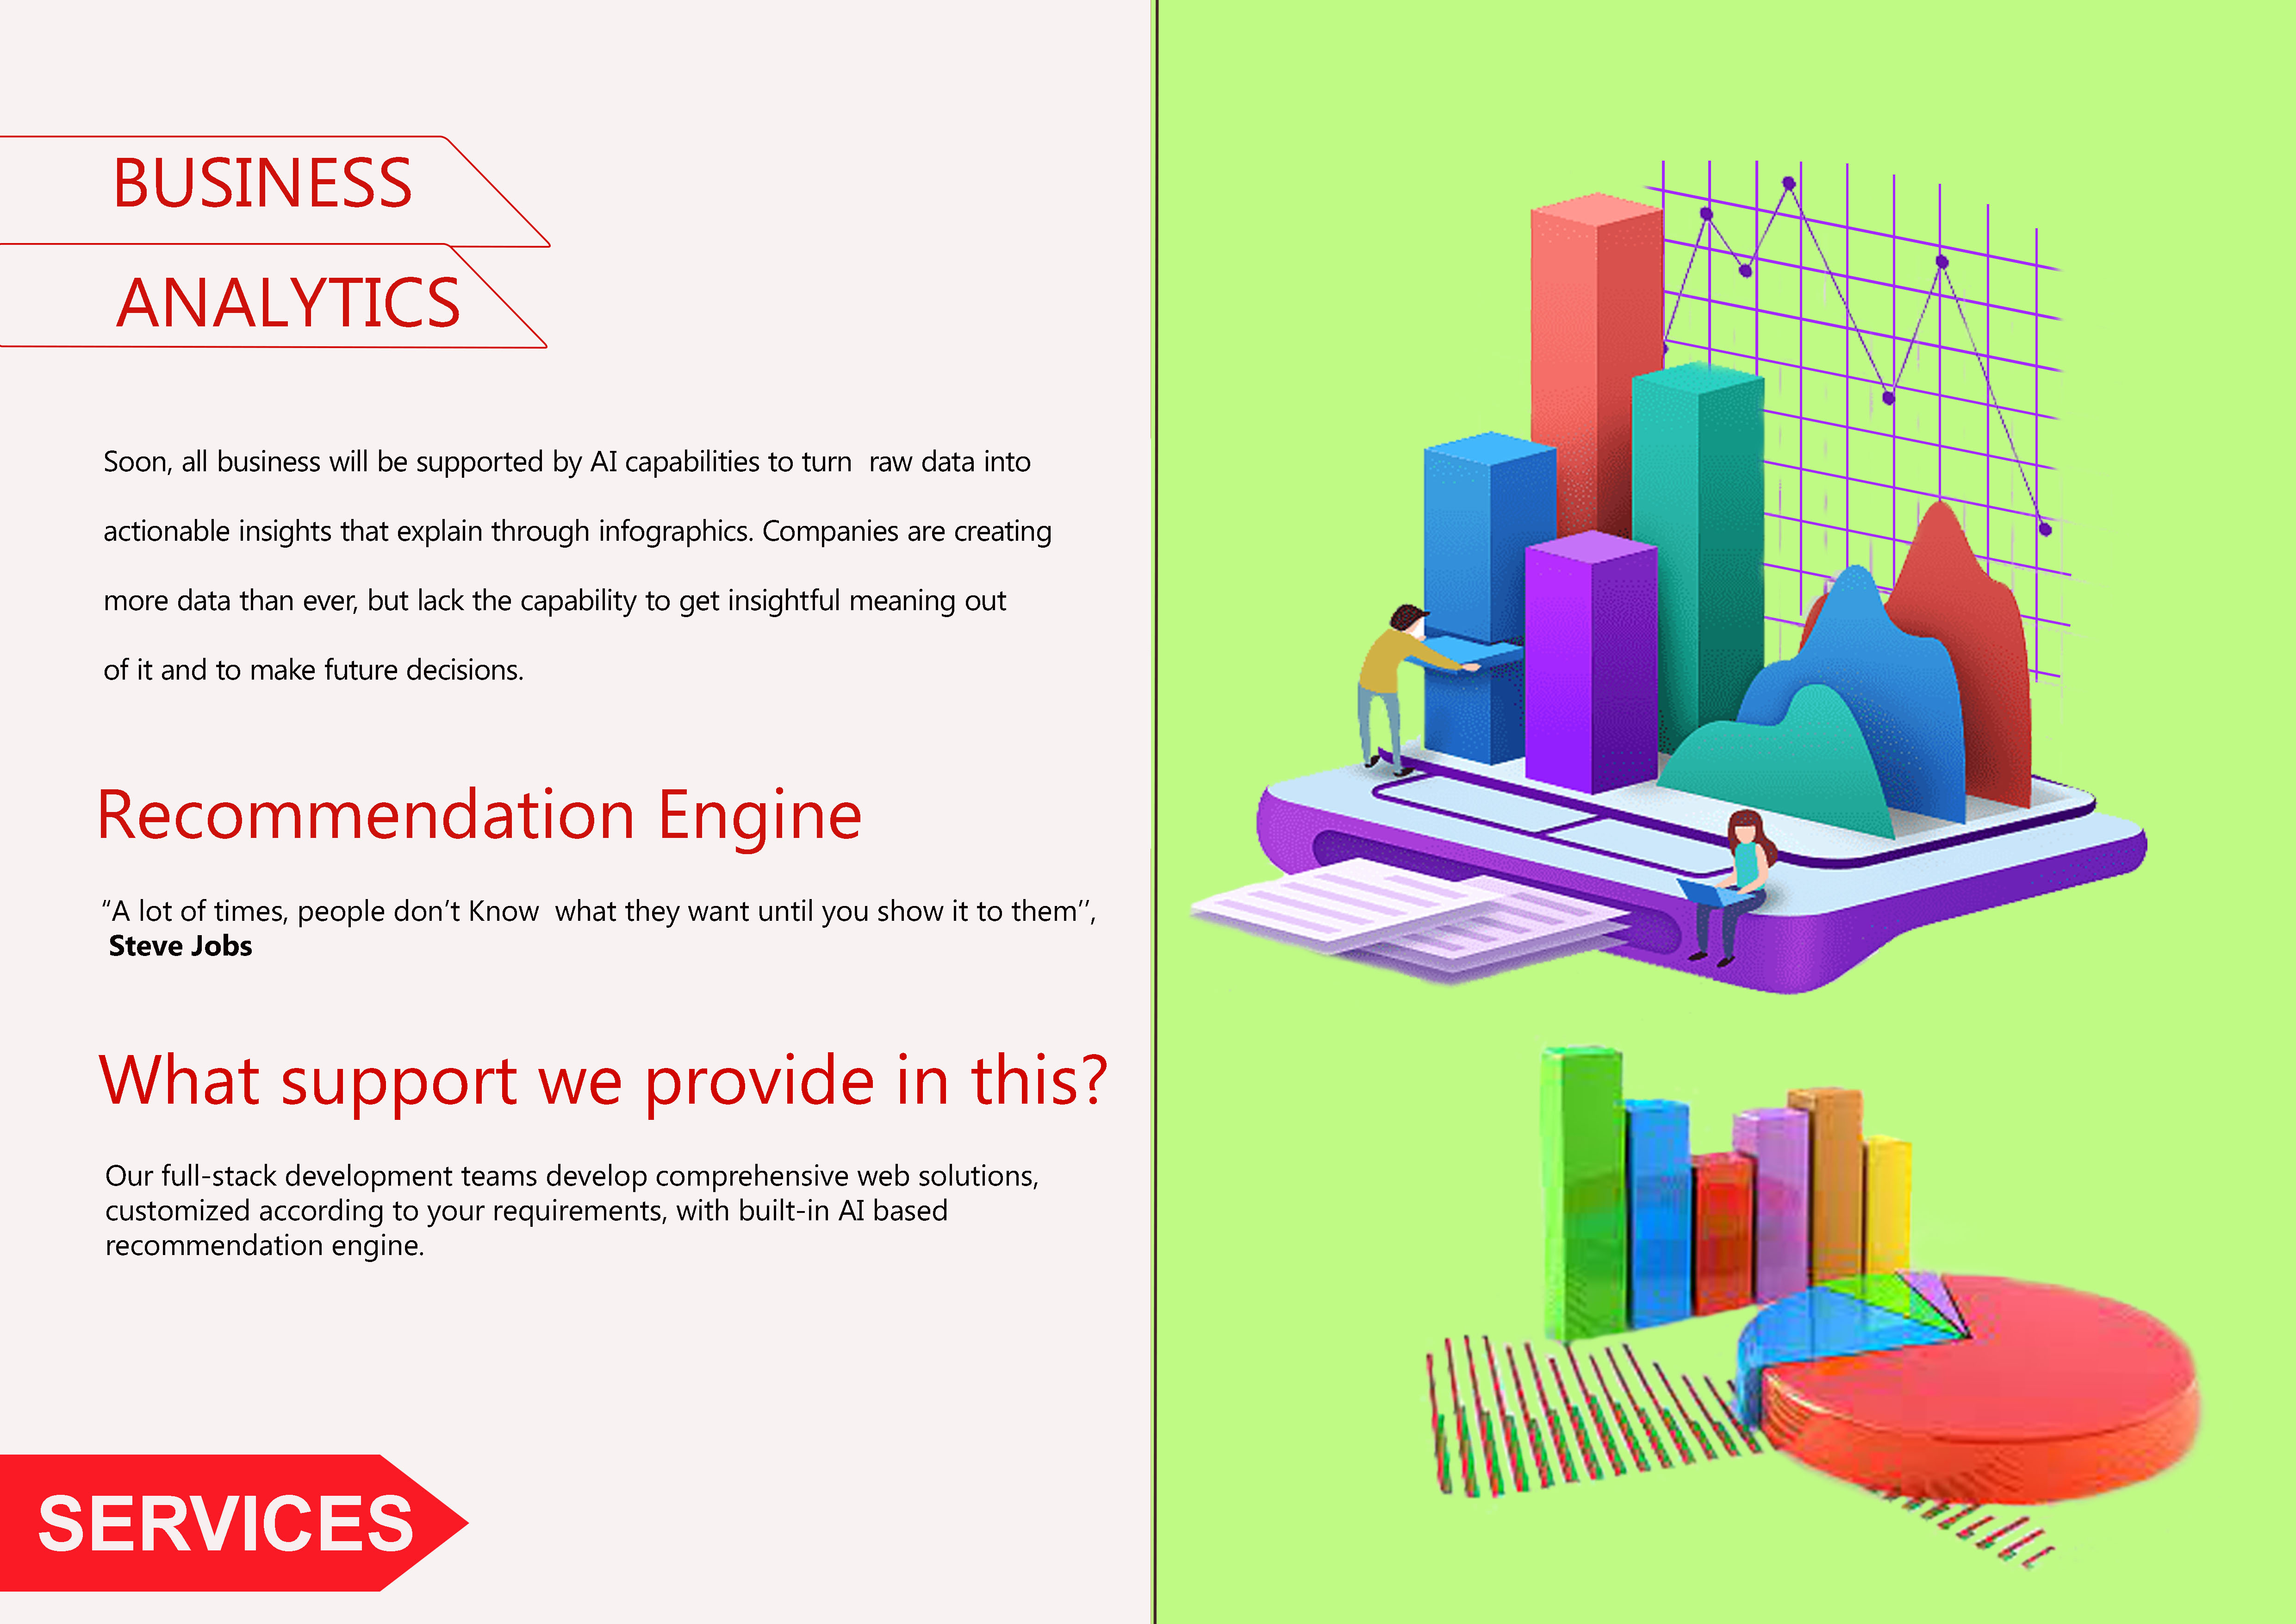 BUSINESS
ANALYTICS
Soon, all business will be supported by AI capabilities to turn  raw data into
actionable insights that explain through infographics. Companies are creating
more data than ever, but lack the capability to get insightful meaning out
of it and to make future decisions.
Recommendation Engine
“A lot of times, people don’t Know  what they want until you show it to them’’,
Steve Jobs
What support we provide in this?
Our full-stack development teams develop comprehensive web solutions,
customized according to your requirements, with built-in AI based
recommendation engine.
SERVICES